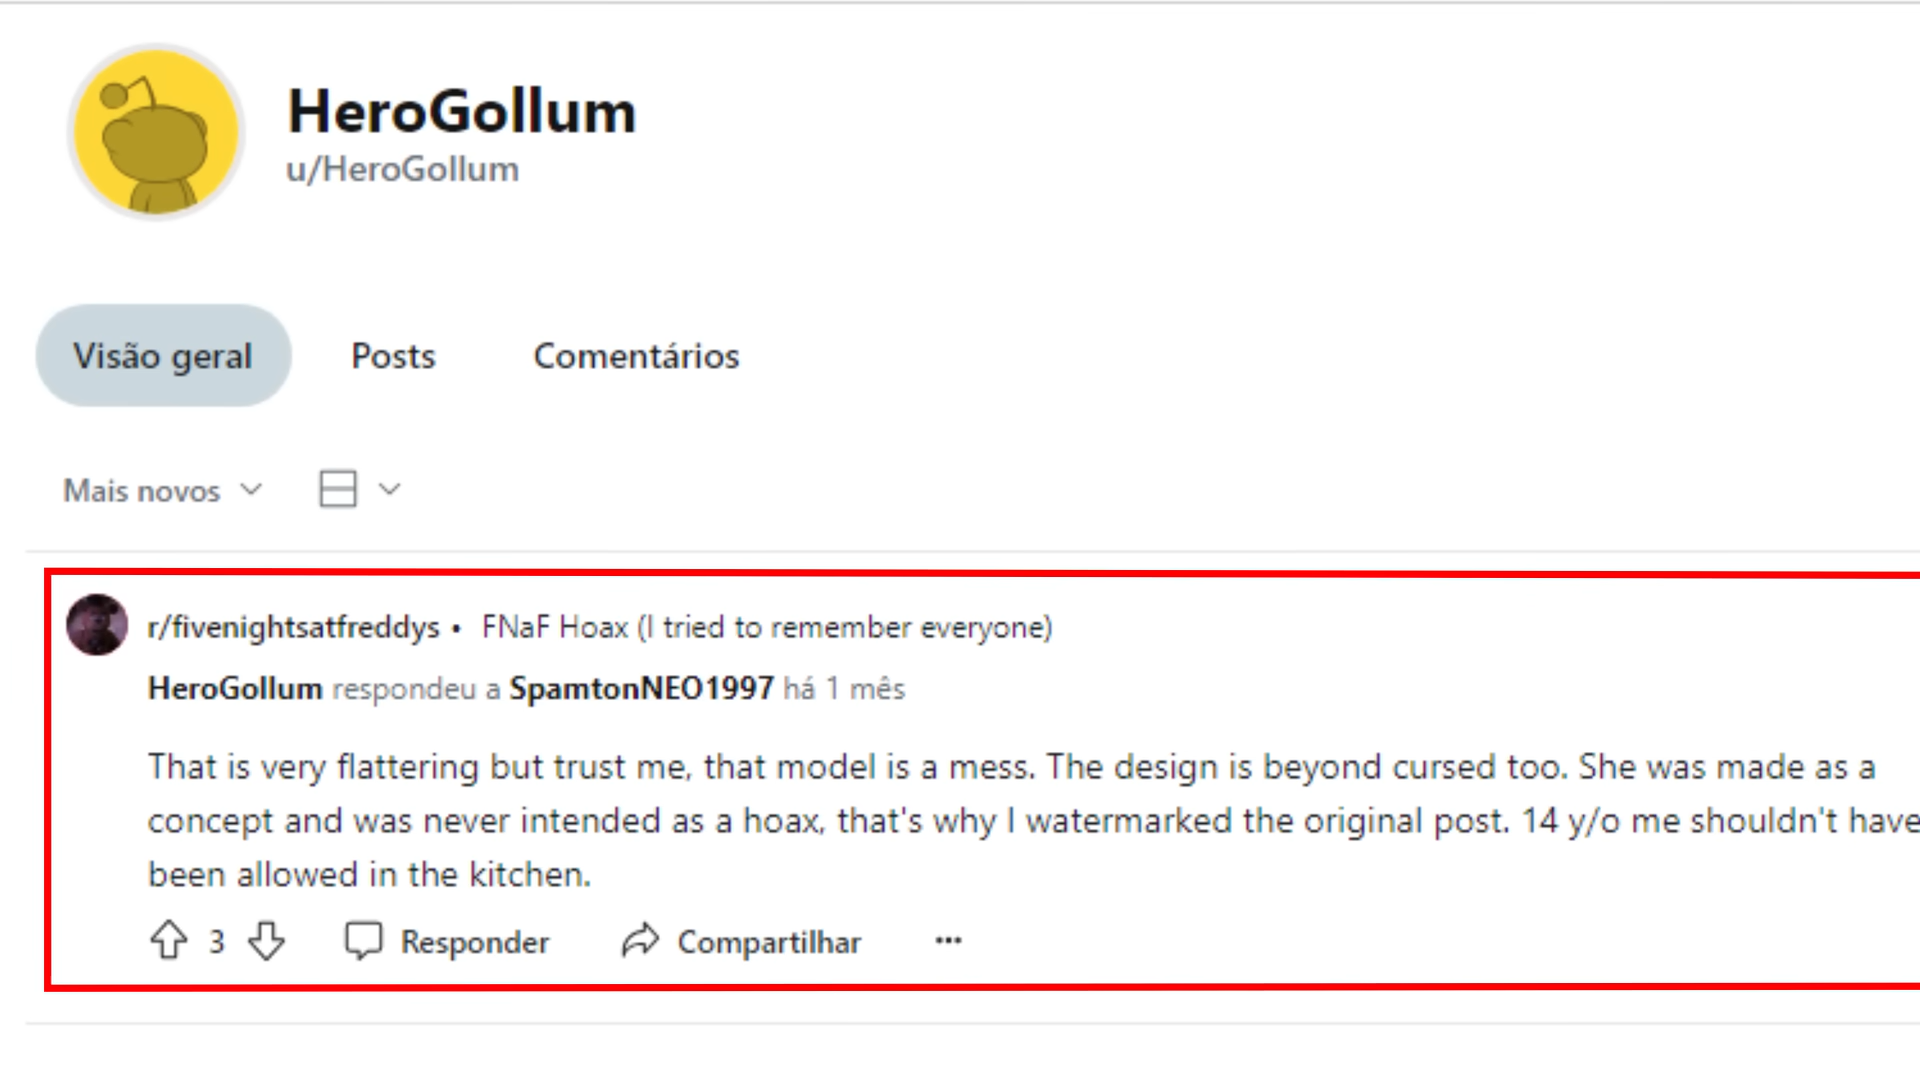 HeroGollum
u/HeroGollum
Visão geral Posts Comentários
Mais novos
r/fivenightsatfreddys • FNaF Hoax (I tried to remember everyone)
HeroGollum respondeu a SpamtonNEO1997 há 1 mês
That is very flattering but trust me, that model is a mess. The design is beyond cursed too. She was made as a
concept and was never intended as a hoax, that's why I watermarked the original post. 14 y/o me shouldn't have
been allowed in the kitchen.
3 Responder Compartilhar ...